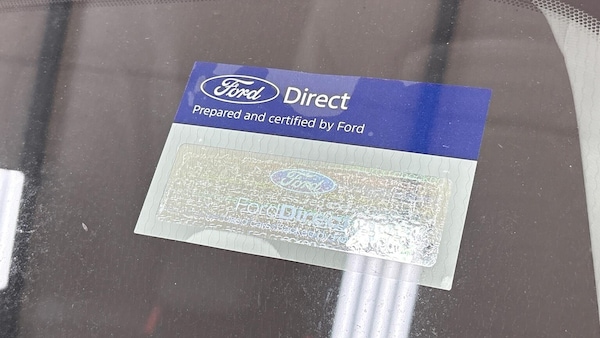 Ford Direct
Prepared and certified by Ford
Ford
FordDirect